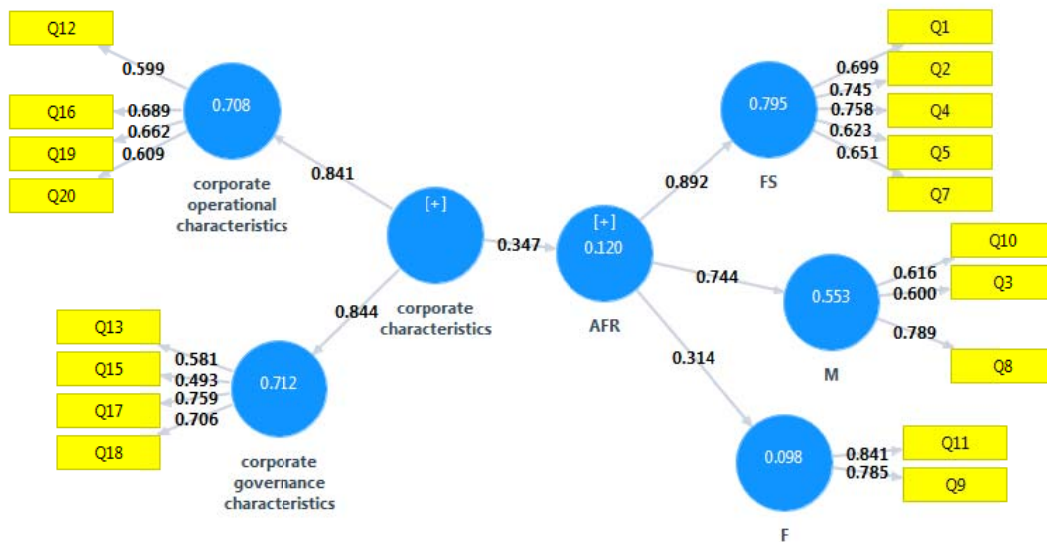 Q12
0.599
Q16
0.689
0.662
Q19
0.609
Q20
0.708
corporate
operational
characteristics
0.841
[+]
corporate
characteristics
0.844
Q13
0.581
Q15
0.493
0.759
Q17
0.706
Q18
0.712
corporate
governance
characteristics
0.347
[+]
0.120
AFR
0.892
0.744
0.314
0.795
FS
Q1
0.699
Q2
0.745
0.758
Q4
0.623
Q5
0.651
Q7
0.553
M
Q10
0.616
0.600
Q3
0.789
Q8
0.098
F
0.841
Q11
0.785
Q9